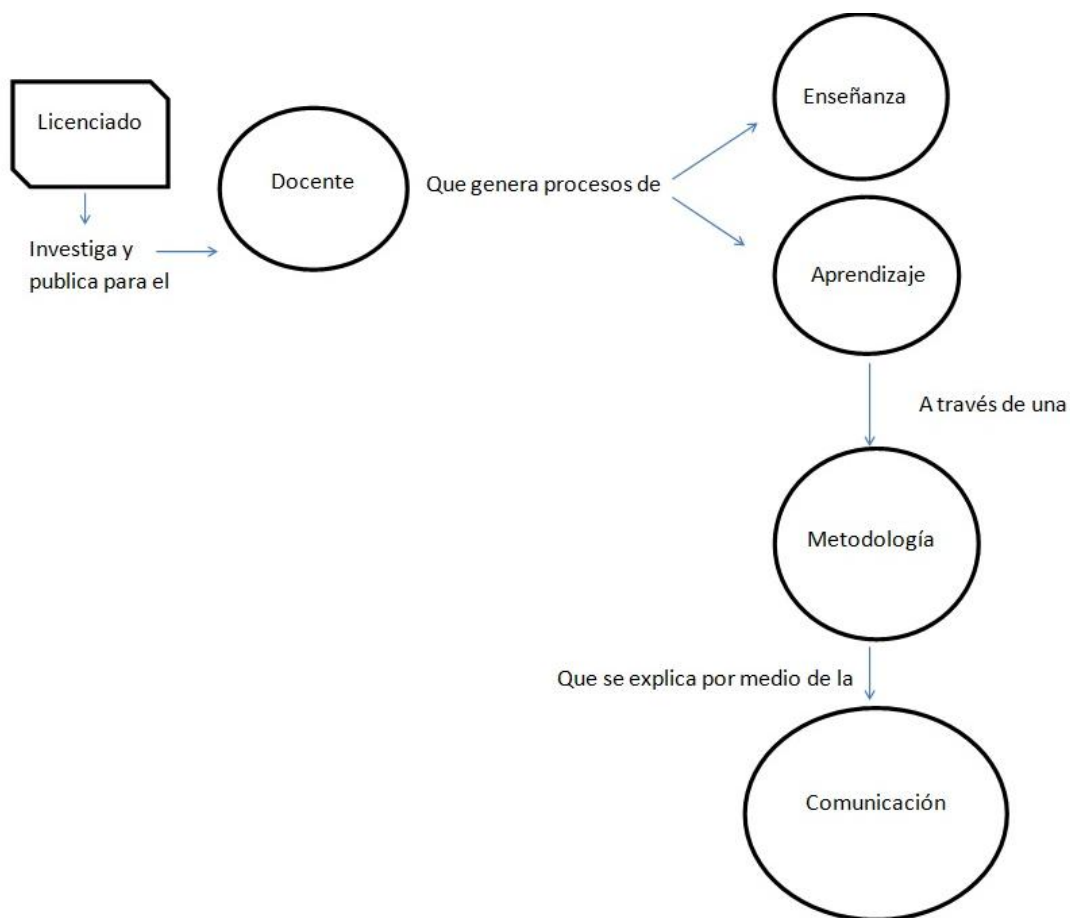 Licenciado
Investiga y
publica para el
Docente
Que genera procesos de
Enseñanza
Aprendizaje
A través de una
Metodología
Que se explica por medio de la
Comunicación